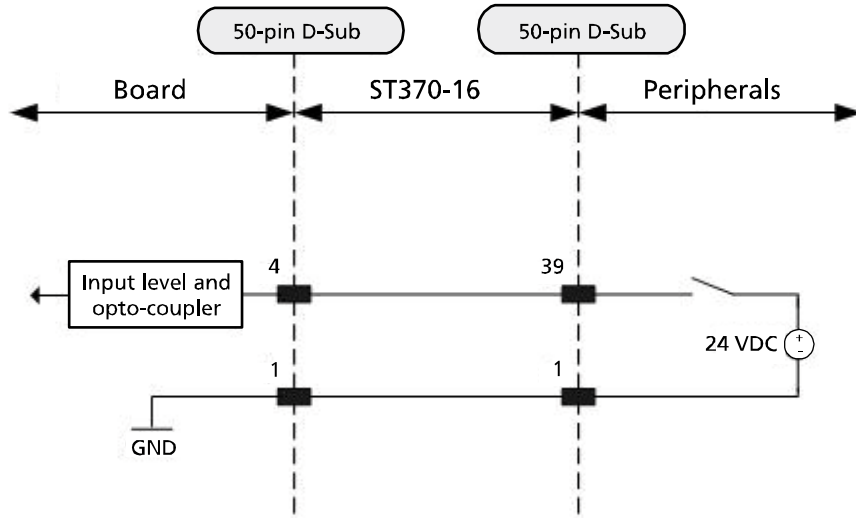 50-pin D-Sub
50-pin D-Sub
Board
ST370-16
Peripherals
4
39
Input level and
opto-coupler
24 VDC
+
-
1
1
GND